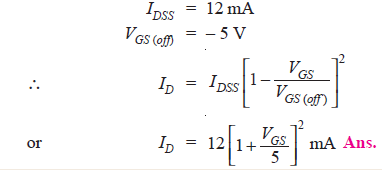 I_DSS = 12 mA
V_GS (off) = – 5 V
∴ I_D = I_DSS [1 – V_GS / V_GS (off)]^2
or I_D = 12 [1 + V_GS / 5]^2 mA Ans.